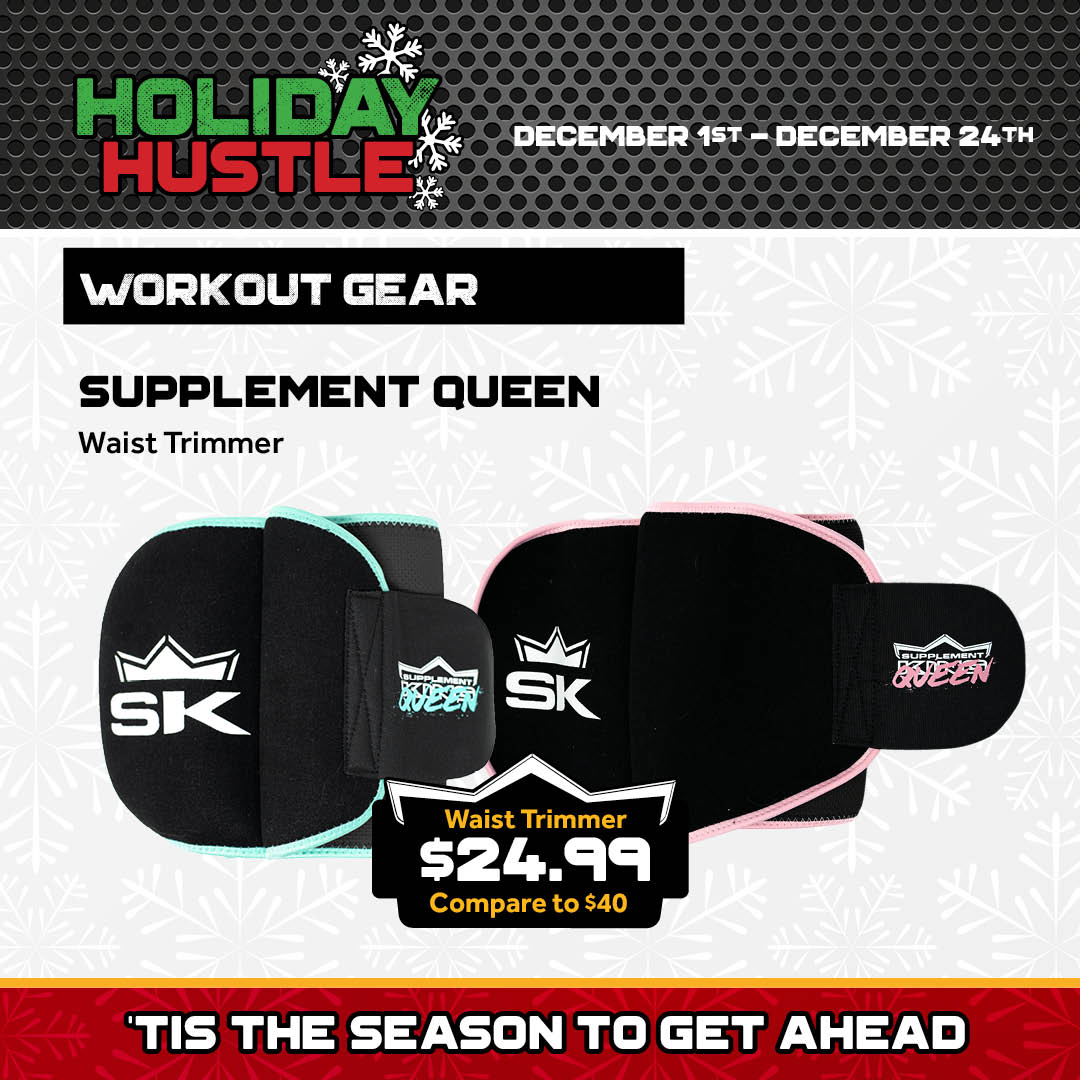 HOLIDAY
HUSTLE
DECEMBER 1ST – DECEMBER 24TH
WORKOUT GEAR
SUPPLEMENT QUEEN
Waist Trimmer
SK
SUPPLEMENT
QUEEN
SK
SUPPLEMENT
QUEEN
Waist Trimmer
$24.99
Compare to $40
'TIS THE SEASON TO GET AHEAD